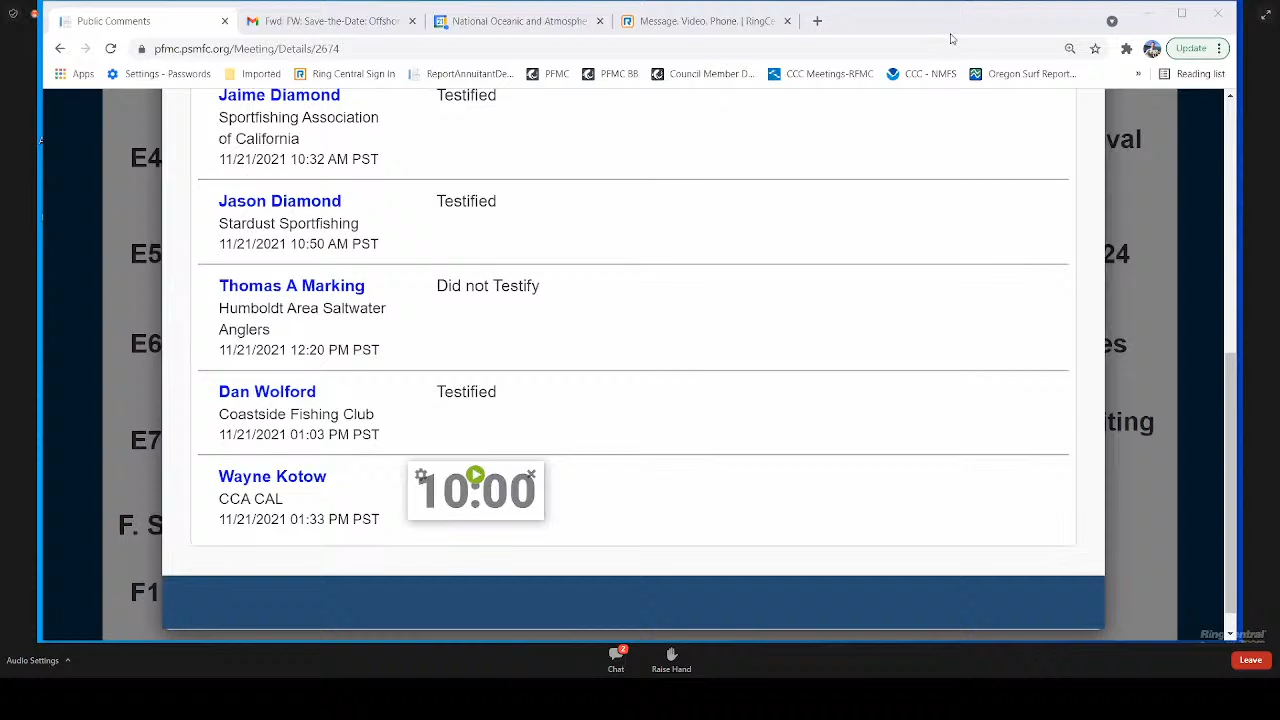 Public Comments
Fwd: FW: Save-the-Date: Offshor
National Oceanic and Atmosphe
Message. Video. Phone. | RingCe
pfmc.psmfc.org/Meeting/Details/2674
Update
Apps
Settings - Passwords
Imported
Ring Central Sign In
ReportAnnuitante...
PFMC
PFMC BB
Council Member D...
CCC Meetings-RFMC
CCC - NMFS
Oregon Surf Report...
»
Reading list
Jaime Diamond Testified
Sportfishing Association
of California
11/21/2021 10:32 AM PST
Jason Diamond Testified
Stardust Sportfishing
11/21/2021 10:50 AM PST
Thomas A Marking Did not Testify
Humboldt Area Saltwater
Anglers
11/21/2021 12:20 PM PST
Dan Wolford Testified
Coastside Fishing Club
11/21/2021 01:03 PM PST
Wayne Kotow
CCA CAL
11/21/2021 01:33 PM PST
10:00
E4
E5
E6
E7
F. S
F1
val
24
es
iting
RingCentral
Audio Settings
2
Chat
Raise Hand
Leave